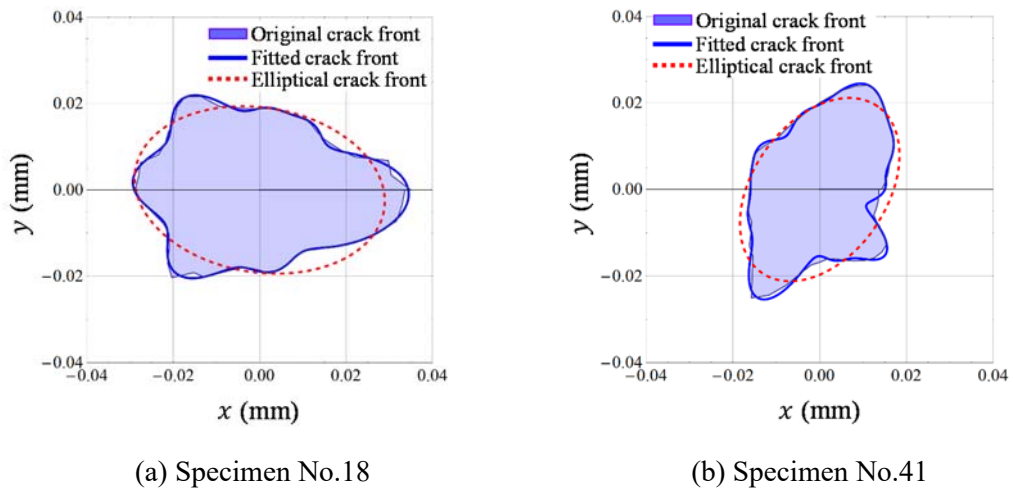 0.04
Original crack front
Fitted crack front
Elliptical crack front
0.02
y (mm)
0.00
−0.02
−0.04
−0.04
−0.02
0.00
0.02
0.04
x (mm)
(a) Specimen No.18
0.04
Original crack front
Fitted crack front
Elliptical crack front
0.02
y (mm)
0.00
−0.02
−0.04
−0.04
−0.02
0.00
0.02
0.04
x (mm)
(b) Specimen No.41